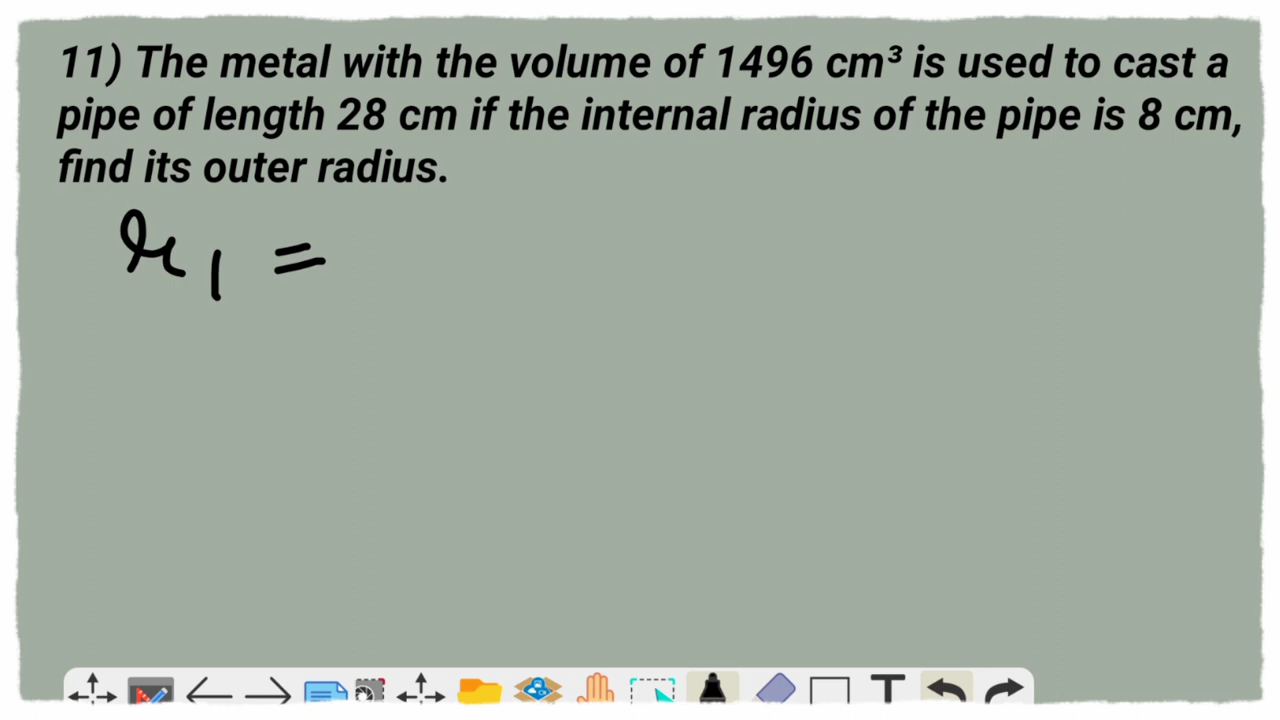 11) The metal with the volume of 1496 cm³ is used to cast a
pipe of length 28 cm if the internal radius of the pipe is 8 cm,
find its outer radius.
r₁ =
T